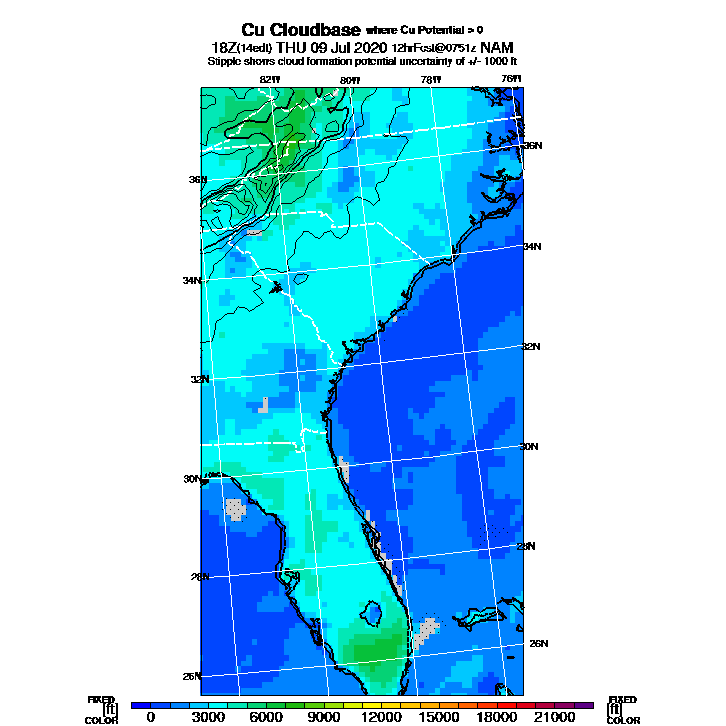 Cu Cloudbase where Cu Potential > 0
18Z(14edt) THU 09 Jul 2020 12hrFcst@0751z NAM
Stipple shows cloud formation potential uncertainty of +/- 1000 ft
82W 80W 78W 76W
36N
36N
34N
34N
32N
32N
30N
30N
28N
28N
26N
26N
FIXED FIXED
[ft] [ft]
COLOR COLOR
0 3000 6000 9000 12000 15000 18000 21000